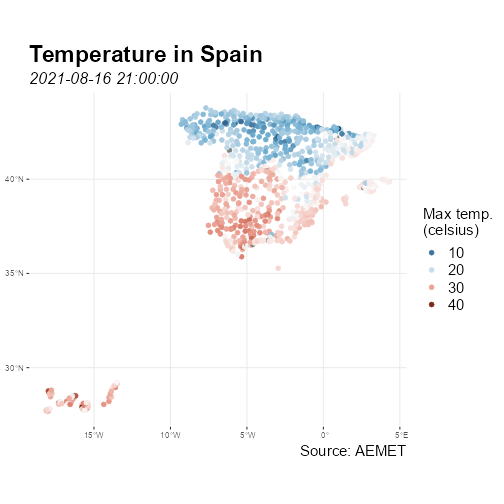 Temperature in Spain
2021-08-16 21:00:00
40°N
35°N
30°N
15°W
10°W
5°W
0°
5°E
Max temp.
(celsius)
10
20
30
40
Source: AEMET